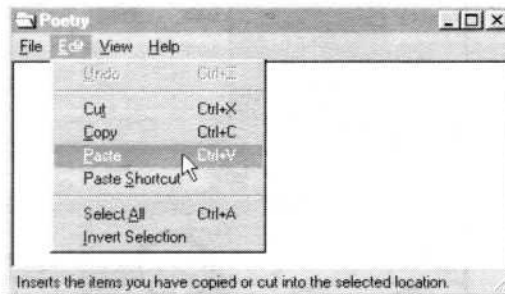 Poetry
File Edit View Help
Undo Ctrl+Z
Cut Ctrl+X
Copy Ctrl+C
Paste Ctrl+V
Paste Shortcut
Select All Ctrl+A
Invert Selection
Inserts the items you have copied or cut into the selected location.